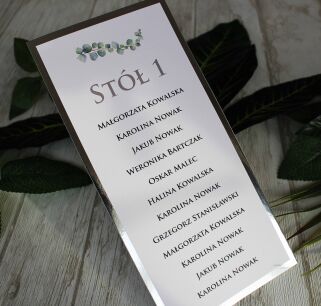 Stół 1
Małgorzata Kowalska
Karolina Nowak
Jakub Nowak
Weronika Bartczak
Oskar Malec
Halina Kowalska
Karolina Nowak
Grzegorz Stanisławski
Małgorzata Kowalska
Karolina Nowak
Jakub Nowak
Karolina Nowak